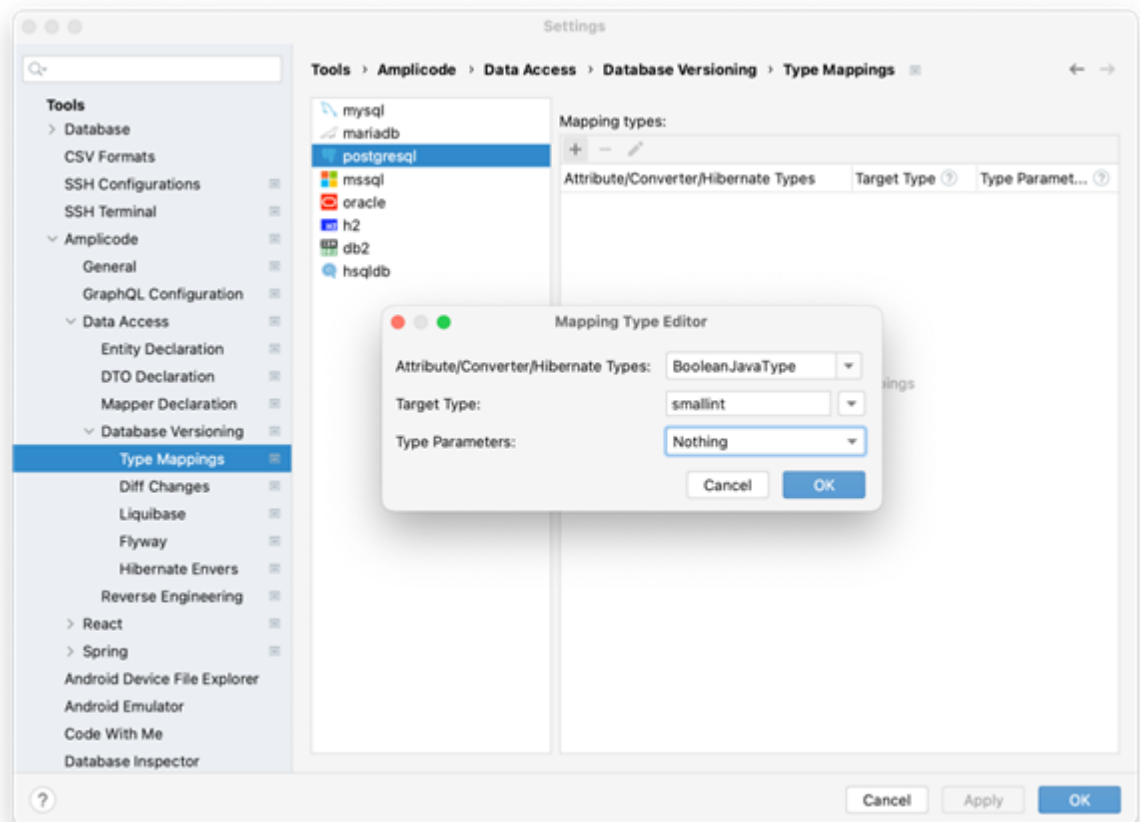 Settings
Tools › Amplicode › Data Access › Database Versioning › Type Mappings
Tools
Database
CSV Formats
SSH Configurations
SSH Terminal
Amplicode
General
GraphQL Configuration
Data Access
Entity Declaration
DTO Declaration
Mapper Declaration
Database Versioning
Type Mappings
Diff Changes
Liquibase
Flyway
Hibernate Envers
Reverse Engineering
React
Spring
Android Device File Explorer
Android Emulator
Code With Me
Database Inspector
mysql
mariadb
postgresql
mssql
oracle
h2
db2
hsqldb
Mapping types:
Attribute/Converter/Hibernate Types Target Type Type Paramet...
Mapping Type Editor
Attribute/Converter/Hibernate Types: BooleanJavaType
Target Type: smallint
Type Parameters: Nothing
Cancel OK
?
Cancel Apply OK